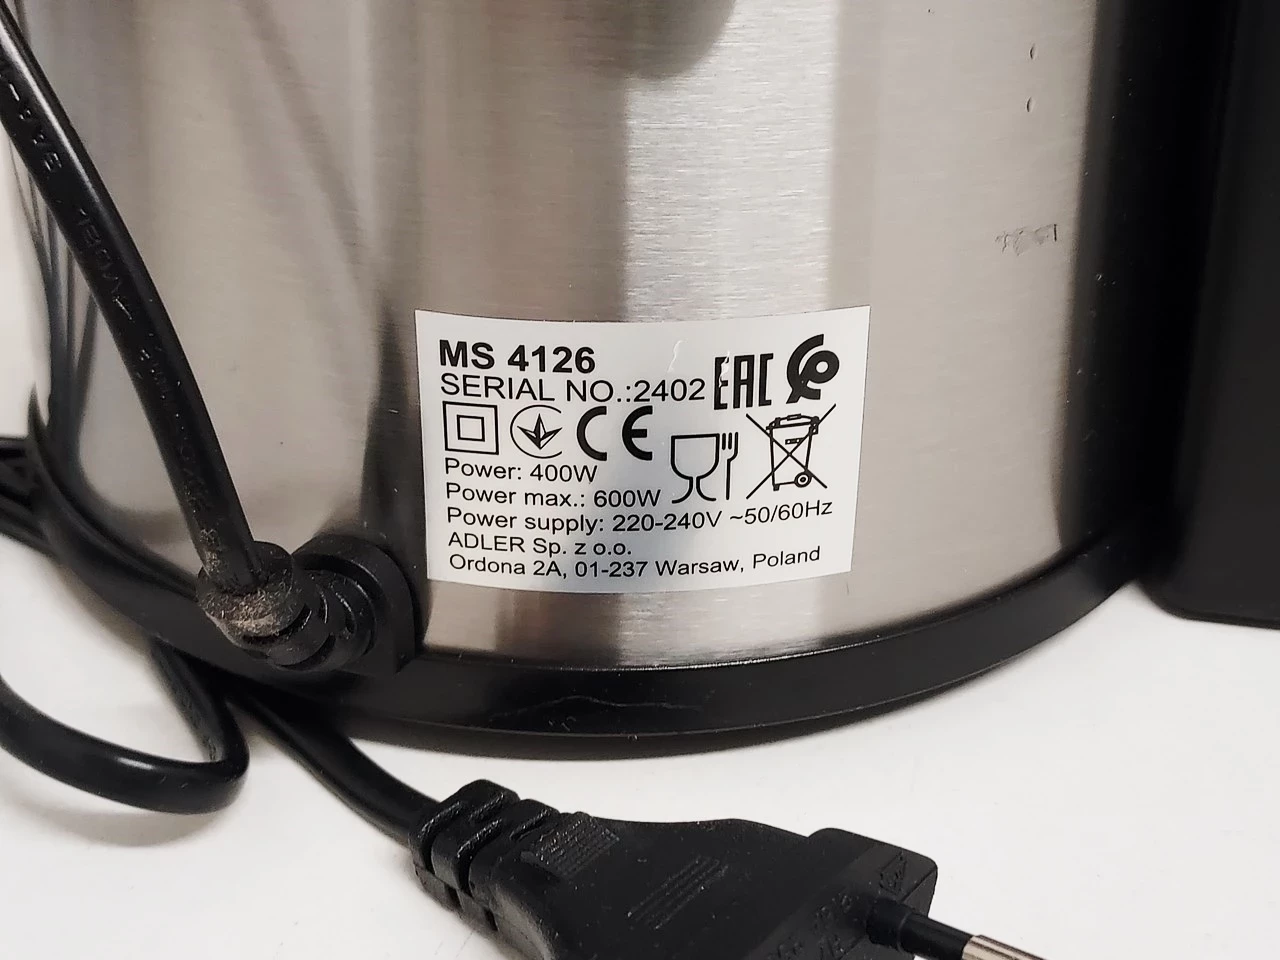 MS 4126
SERIAL NO.:2402
EAC
CE
Power: 400W
Power max.: 600W
Power supply: 220-240V ~50/60Hz
ADLER Sp. z o.o.
Ordona 2A, 01-237 Warsaw, Poland